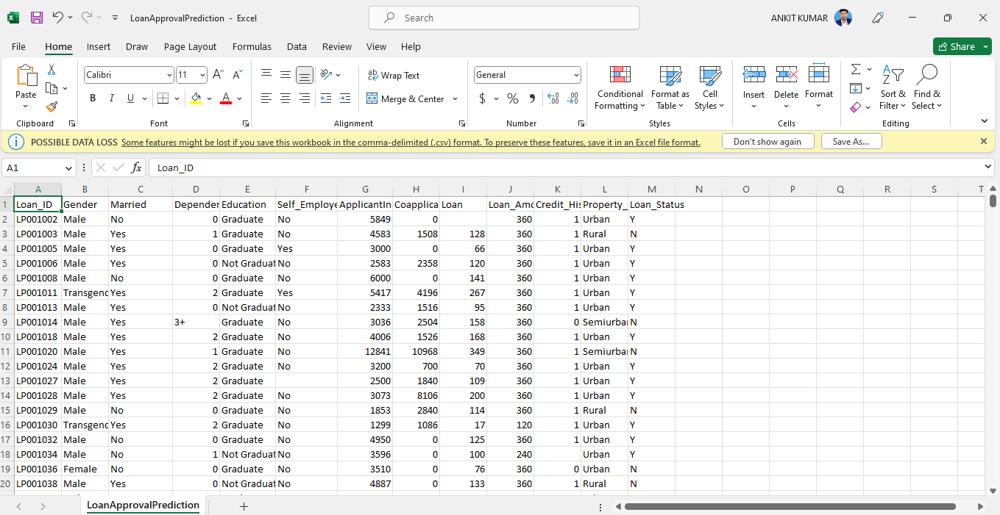 LoanApprovalPrediction - Excel
Search
ANKIT KUMAR
File Home Insert Draw Page Layout Formulas Data Review View Help
Share
Paste
Clipboard
Calibri 11
B I U
Font
Wrap Text
Merge & Center
Alignment
General
$ % 9
Number
Conditional Formatting
Format as Table
Cell Styles
Styles
Insert Delete Format
Cells
Sort & Filter
Find & Select
Editing
POSSIBLE DATA LOSS Some features might be lost if you save this workbook in the comma-delimited (.csv) format. To preserve these features, save it in an Excel file format. Don't show again Save As...
A1 fx Loan_ID
A B C D E F G H I J K L M N O P Q R S T
1 Loan_ID Gender Married Depender Education Self_Employe ApplicantIn Coapplica Loan Loan_Amo Credit_His Property_ Loan_Status
2 LP001002 Male No 0 Graduate No 5849 0 360 1 Urban Y
3 LP001003 Male Yes 1 Graduate No 4583 1508 128 360 1 Rural N
4 LP001005 Male Yes 0 Graduate Yes 3000 0 66 360 1 Urban Y
5 LP001006 Male Yes 0 Not Graduat No 2583 2358 120 360 1 Urban Y
6 LP001008 Male No 0 Graduate No 6000 0 141 360 1 Urban Y
7 LP001011 Transgend Yes 2 Graduate Yes 5417 4196 267 360 1 Urban Y
8 LP001013 Male Yes 0 Not Graduat No 2333 1516 95 360 1 Urban Y
9 LP001014 Male Yes 3+ Graduate No 3036 2504 158 360 0 Semiurba N
10 LP001018 Male Yes 2 Graduate No 4006 1526 168 360 1 Urban Y
11 LP001020 Male Yes 1 Graduate No 12841 10968 349 360 1 Semiurba N
12 LP001024 Male Yes 2 Graduate No 3200 700 70 360 1 Urban Y
13 LP001027 Male Yes 2 Graduate 2500 1840 109 360 1 Urban Y
14 LP001028 Male Yes 2 Graduate No 3073 8106 200 360 1 Urban Y
15 LP001029 Male No 0 Graduate No 1853 2840 114 360 1 Rural N
16 LP001030 Transgend Yes 2 Graduate No 1299 1086 17 120 1 Urban Y
17 LP001032 Male No 0 Graduate No 4950 0 125 360 1 Urban Y
18 LP001034 Male No 1 Not Graduat No 3596 0 100 240 Urban Y
19 LP001036 Female No 0 Graduate No 3510 0 76 360 0 Urban N
20 LP001038 Male Yes 0 Not Graduat No 4887 0 133 360 1 Rural N
LoanApprovalPrediction